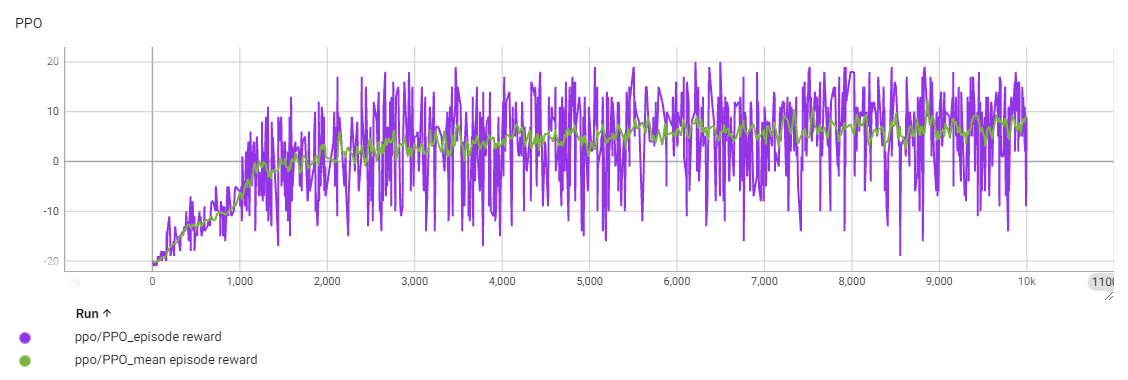 PPO
20
10
0
-10
-20
0 1,000 2,000 3,000 4,000 5,000 6,000 7,000 8,000 9,000 10k
Run ↑
ppo/PPO_episode reward
ppo/PPO_mean episode reward